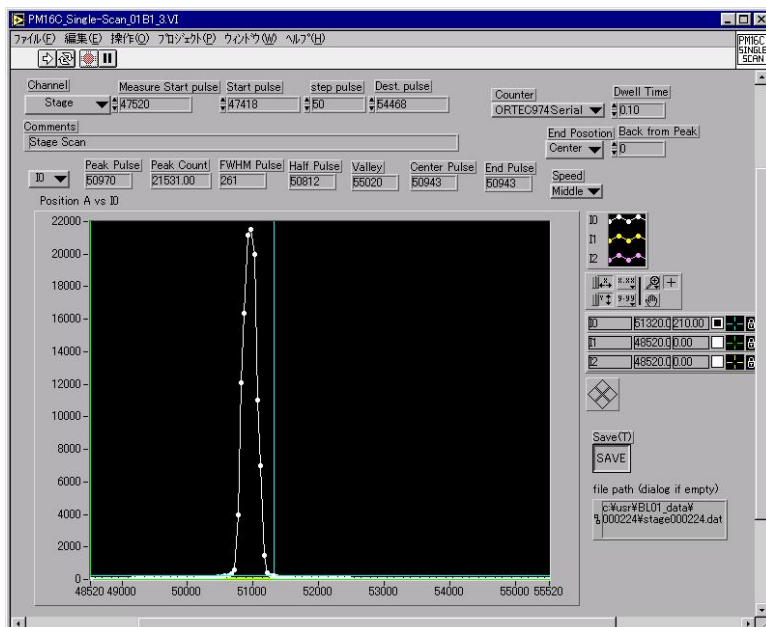 PM16C_Single-Scan_01B1_3.VI
ファイル(F) 編集(E) 操作(O) プロジェクト(P) ウィンドウ(W) ヘルプ(H)
PM16C
SINGLE
SCAN
Channel Measure Start pulse Start pulse step pulse Dest. pulse
Stage 47520 47418 50 54468
Counter Dwell Time
ORTEC974Serial 0.10
Comments
Stage Scan
End Posotion Back from Peak
Center 0
I0
Peak Pulse Peak Count FWHM Pulse Half Pulse Valley Center Pulse End Pulse
50970 21531.00 261 50812 55020 50943 50943
Speed
Middle
Position A vs I0
22000
20000
18000
16000
14000
12000
10000
8000
6000
4000
2000
0
48520 49000 50000 51000 52000 53000 54000 55000 55520
I0
I1
I2
x.xx
y.yy
I0 51320.0 210.00
I1 48520.0 0.00
I2 48520.0 0.00
Save(T)
SAVE
file path (dialog if empty)
c:¥usr¥BL01_data¥
000224¥stage000224.dat